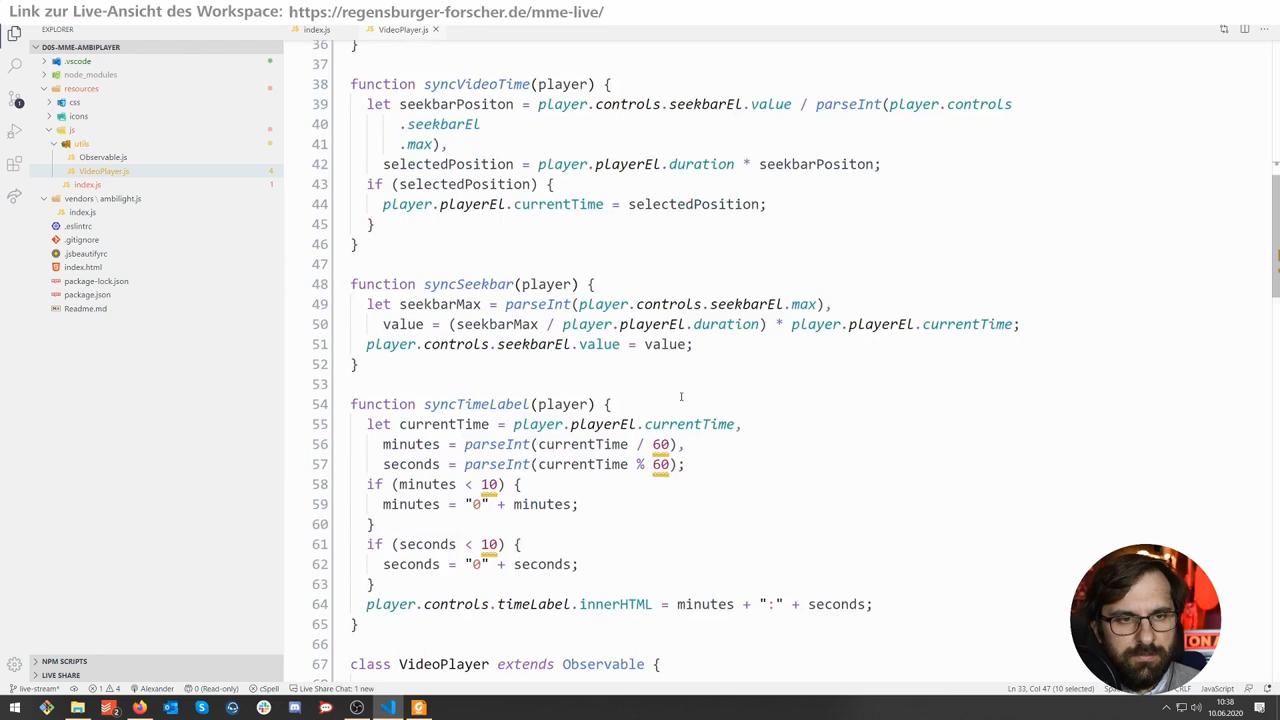 Link zur Live-Ansicht des Workspace: https://regensburger-forscher.de/mme-live/
EXPLORER
index.js
VideoPlayer.js
D05-MME-AMBIPLAYER
.vscode
node_modules
resources
css
icons
js
utils
Observable.js
VideoPlayer.js 4
index.js 1
vendors \ ambilight.js
index.js
.eslintrc
.gitignore
.jsbeautifyrc
index.html
package-lock.json
package.json
Readme.md
NPM SCRIPTS
LIVE SHARE
36 }
37
38 function syncVideoTime(player) {
39 let seekbarPositon = player.controls.seekbarEl.value / parseInt(player.controls
40 .seekbarEl
41 .max),
42 selectedPosition = player.playerEl.duration * seekbarPositon;
43 if (selectedPosition) {
44 player.playerEl.currentTime = selectedPosition;
45 }
46 }
47
48 function syncSeekbar(player) {
49 let seekbarMax = parseInt(player.controls.seekbarEl.max),
50 value = (seekbarMax / player.playerEl.duration) * player.playerEl.currentTime;
51 player.controls.seekbarEl.value = value;
52 }
53
54 function syncTimeLabel(player) {
55 let currentTime = player.playerEl.currentTime,
56 minutes = parseInt(currentTime / 60),
57 seconds = parseInt(currentTime % 60);
58 if (minutes < 10) {
59 minutes = "0" + minutes;
60 }
61 if (seconds < 10) {
62 seconds = "0" + seconds;
63 }
64 player.controls.timeLabel.innerHTML = minutes + ":" + seconds;
65 }
66
67 class VideoPlayer extends Observable {
live-stream* 1 4 Alexander 0 (Read-only) cSpell Live Share Chat: 1 new
Ln 33, Col 47 (10 selected) CRLF JavaScript
10:38
10.06.2020